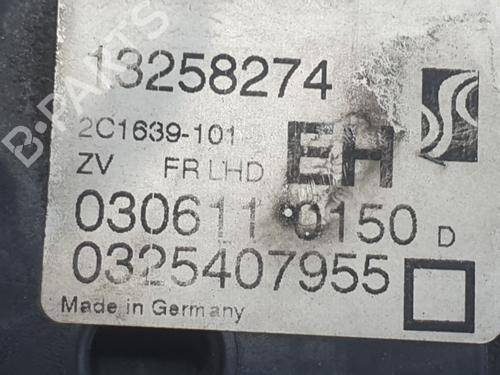 13258274
2C1639-101
EH
ZV FR LHD
030611 0150 D
0325407955
Made in Germany
B-PARTS